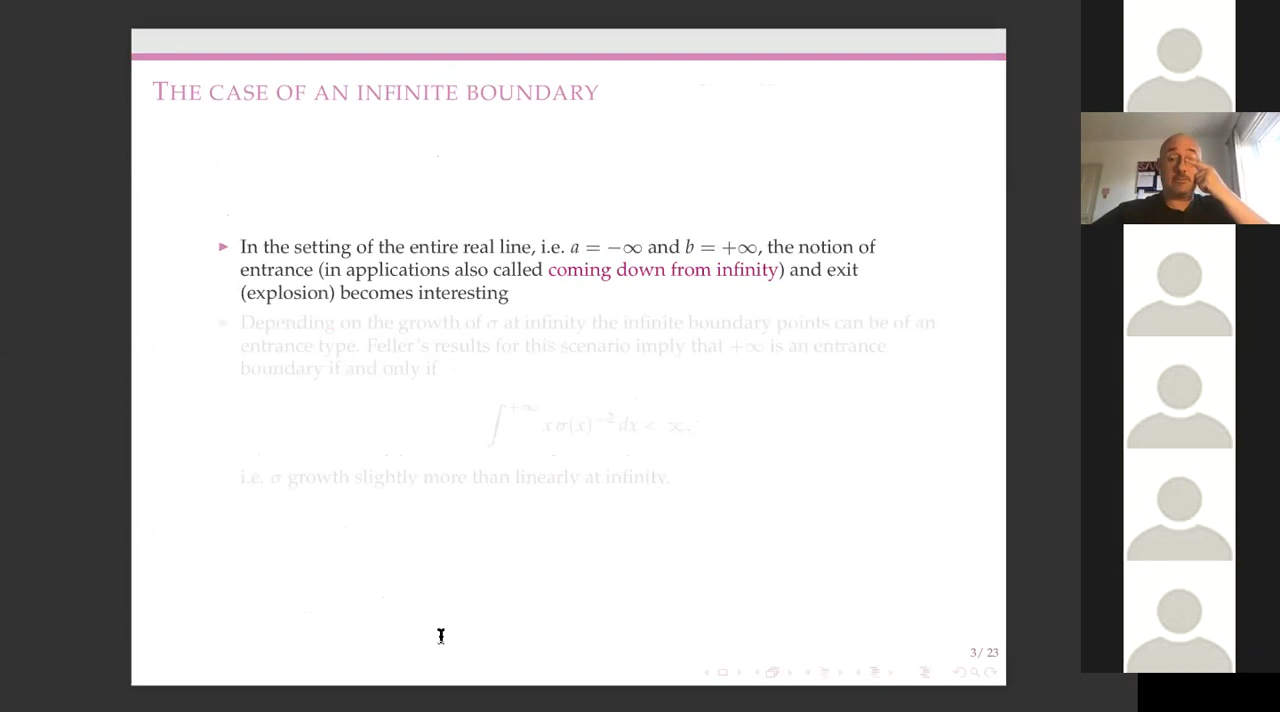 THE CASE OF AN INFINITE BOUNDARY
▶ In the setting of the entire real line, i.e. a = −∞ and b = +∞, the notion of
entrance (in applications also called coming down from infinity) and exit
(explosion) becomes interesting
Depending on the growth of σ at infinity the infinite boundary points can be of an
entrance type. Feller's results for this scenario imply that +∞ is an entrance
boundary if and only if
∫^{+∞} x σ(x)^{−2} dx < ∞,
i.e. σ growth slightly more than linearly at infinity.
3 / 23